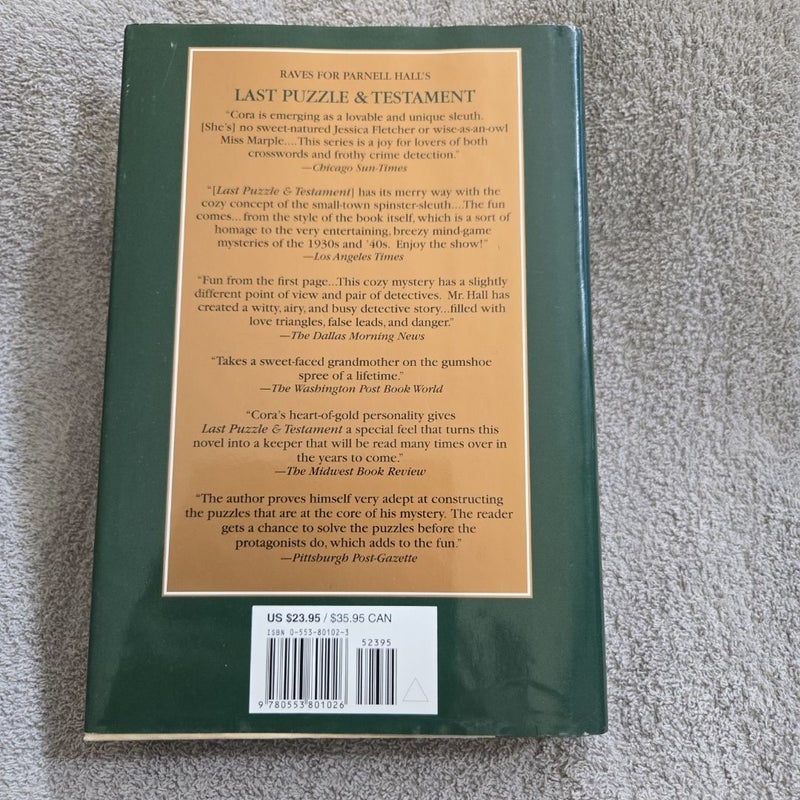 RAVES FOR PARNELL HALL'S
LAST PUZZLE & TESTAMENT
"Cora is emerging as a lovable and unique sleuth.
[She's] no sweet-natured Jessica Fletcher or wise-as-an-owl
Miss Marple....This series is a joy for lovers of both
crosswords and frothy crime detection."
—Chicago Sun-Times
"[Last Puzzle & Testament] has its merry way with the
cozy concept of the small-town spinster-sleuth....The fun
comes...from the style of the book itself, which is a sort of
homage to the very entertaining, breezy mind-game
mysteries of the 1930s and '40s. Enjoy the show!"
—Los Angeles Times
"Fun from the first page...This cozy mystery has a slightly
different point of view and pair of detectives. Mr. Hall has
created a witty, airy, and busy detective story...filled with
love triangles, false leads, and danger."
—The Dallas Morning News
"Takes a sweet-faced grandmother on the gumshoe
spree of a lifetime."
—The Washington Post Book World
"Cora's heart-of-gold personality gives
Last Puzzle & Testament a special feel that turns this
novel into a keeper that will be read many times over in
the years to come."
—The Midwest Book Review
"The author proves himself very adept at constructing
the puzzles that are at the core of his mystery. The reader
gets a chance to solve the puzzles before the
protagonists do, which adds to the fun."
—Pittsburgh Post-Gazette
US $23.95 / $35.95 CAN
ISBN 0-553-80102-3
52395
9 780553 801026